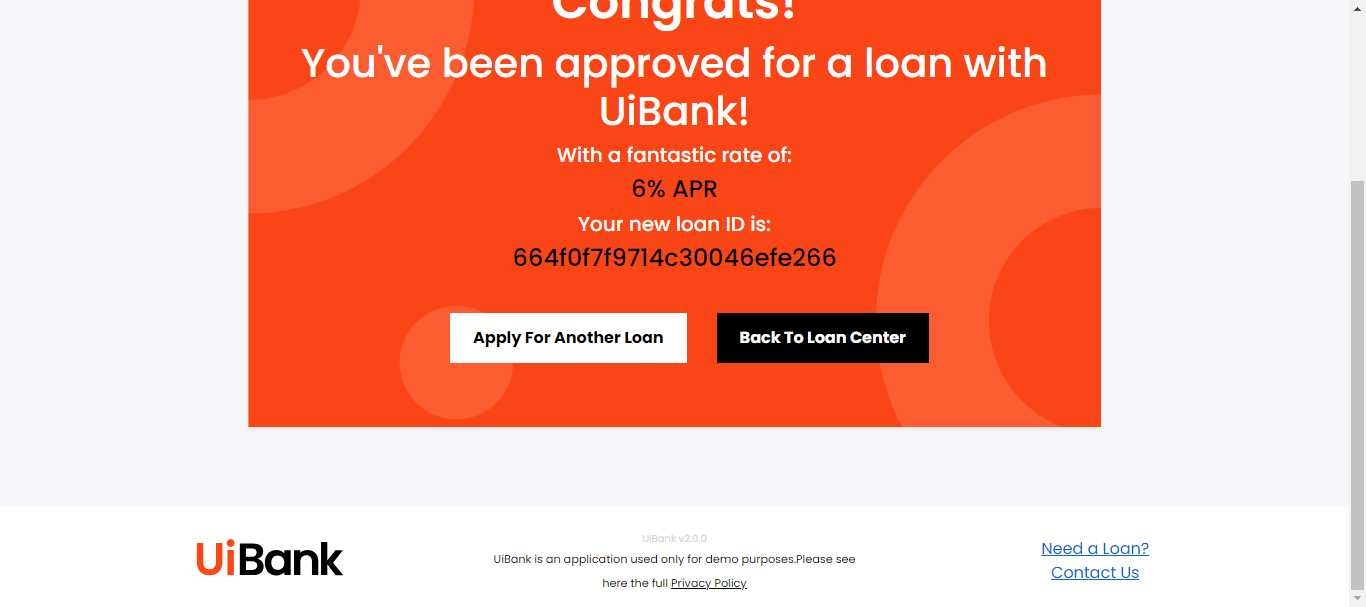 Congrats!
You've been approved for a loan with
UiBank!
With a fantastic rate of:
6% APR
Your new loan ID is:
664f0f7f9714c30046efe266
Apply For Another Loan
Back To Loan Center
UiBank
UiBank v2.0.0
UiBank is an application used only for demo purposes.Please see
here the full Privacy Policy
Need a Loan?
Contact Us